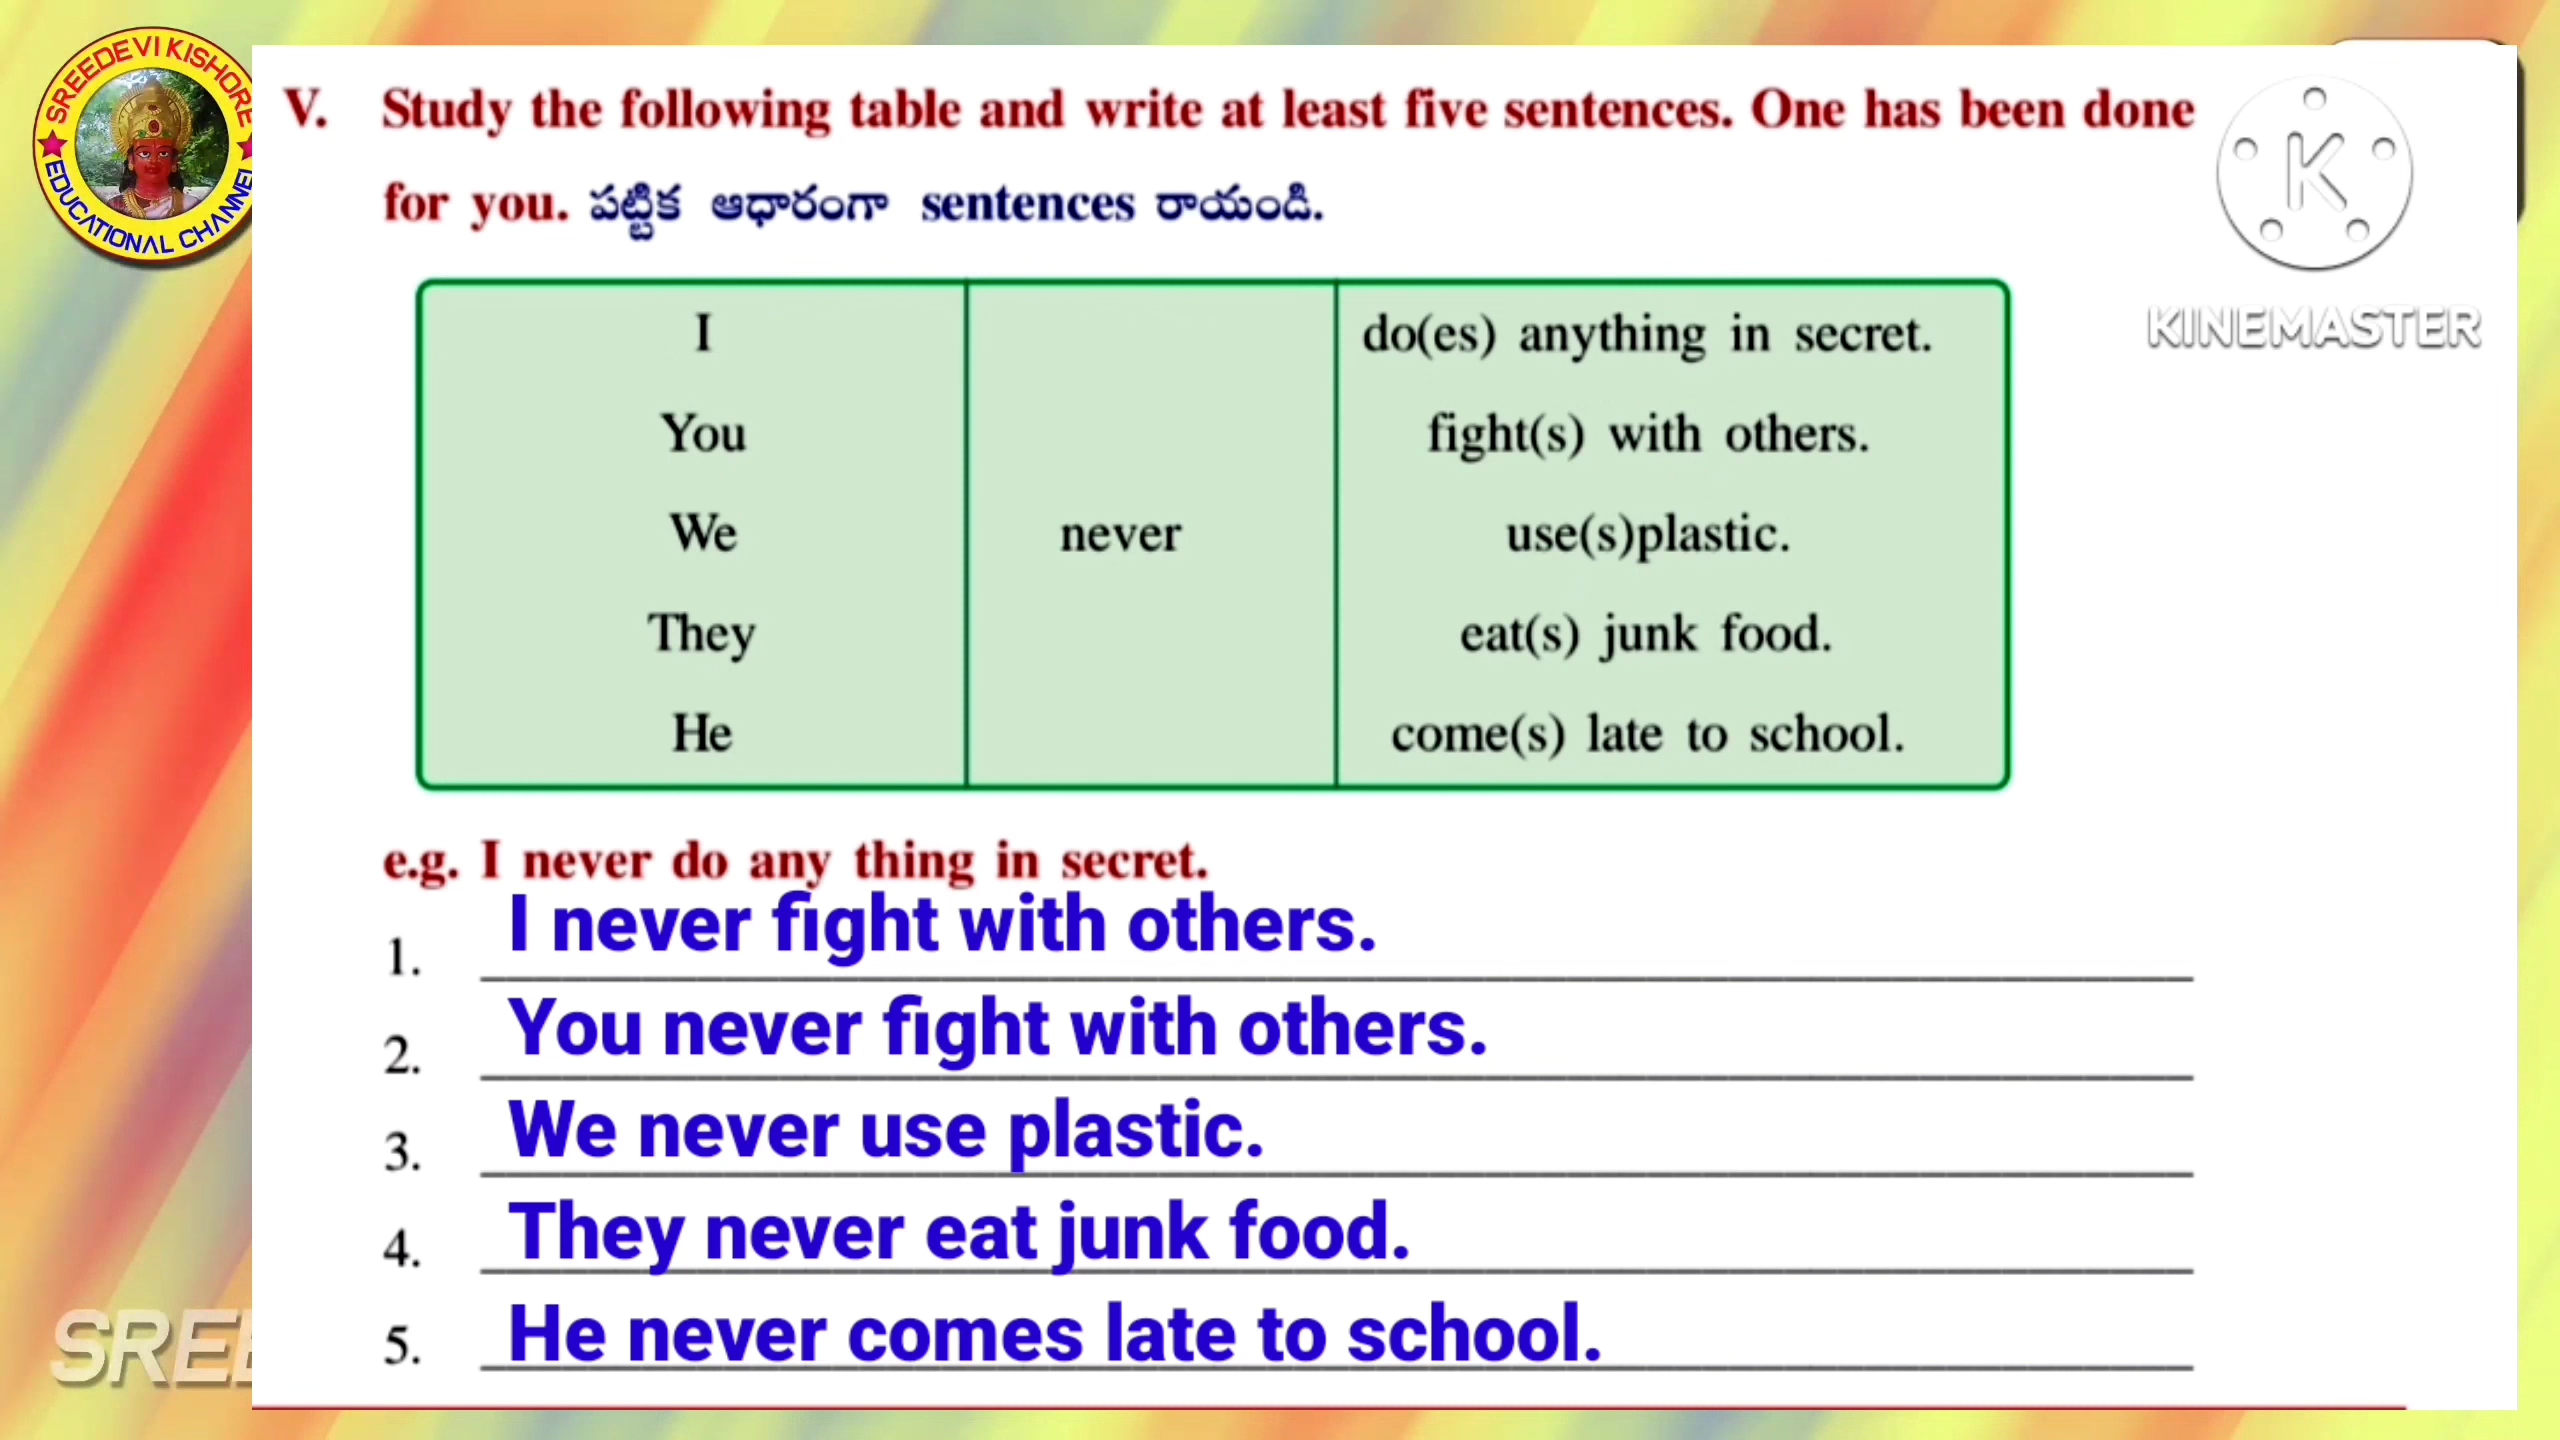 SREEDEVI KISHORE
EDUCATIONAL CHANNEL
V. Study the following table and write at least five sentences. One has been done
for you. పట్టిక ఆధారంగా sentences రాయండి.
K
KINEMASTER
I do(es) anything in secret.
You fight(s) with others.
We never use(s)plastic.
They eat(s) junk food.
He come(s) late to school.
e.g. I never do any thing in secret.
1. I never fight with others.
2. You never fight with others.
3. We never use plastic.
4. They never eat junk food.
5. He never comes late to school.